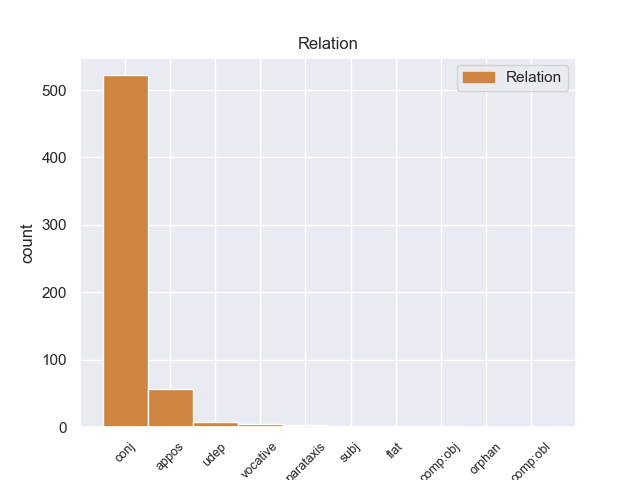 Relation
Relation
count
500
400
300
200
100
0
conj
appos
udep
vocative
parataxis
subj
flat
comp:obj
orphan
comp:obl